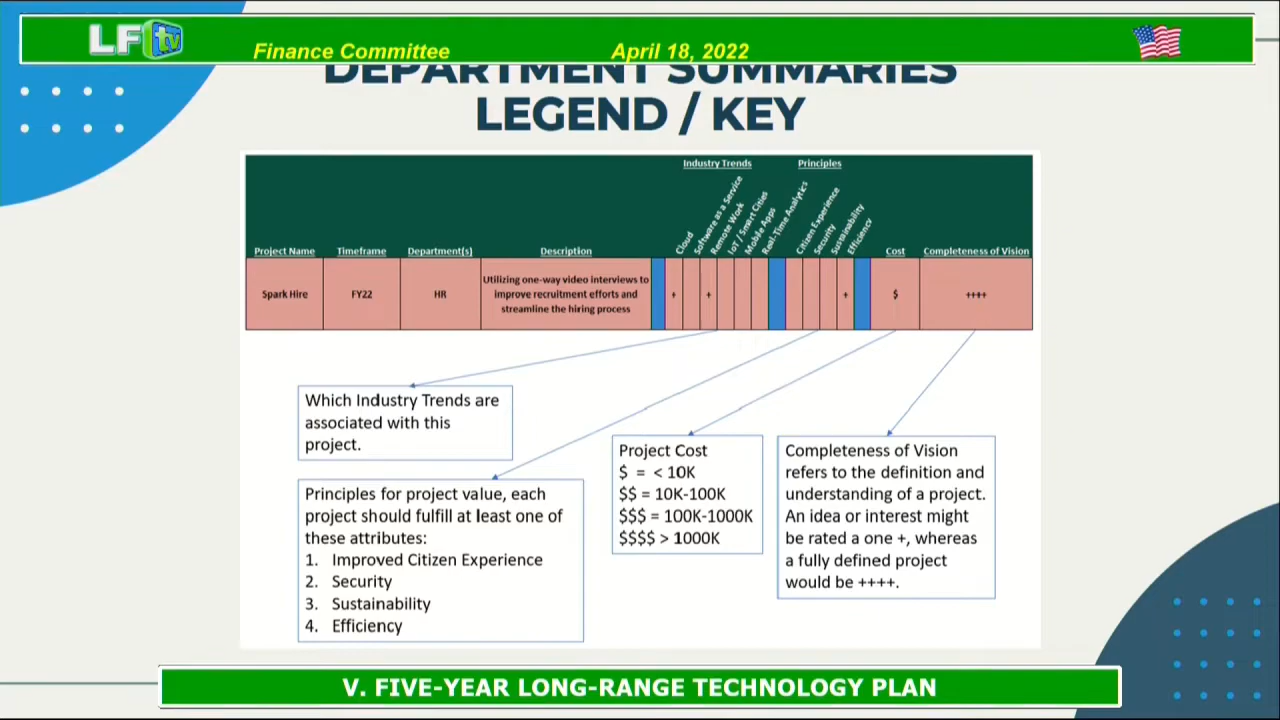 LF tv
Finance Committee April 18, 2022
DEPARTMENT SUMMARIES
LEGEND / KEY
Industry Trends Principles
Cloud
Software as a Service
Remote Work
IoT / Smart Cities
Mobile Apps
Real-Time Analytics
Citizen Experience
Security
Sustainability
Efficiency
Project Name Timeframe Department(s) Description Cost Completeness of Vision
Utilizing one-way video interviews to
Spark Hire FY22 HR improve recruitment efforts and + + + $ ++++
streamline the hiring process
Which Industry Trends are
associated with this
project.
Principles for project value, each
project should fulfill at least one of
these attributes:
1. Improved Citizen Experience
2. Security
3. Sustainability
4. Efficiency
Project Cost
$ = < 10K
$$ = 10K-100K
$$$ = 100K-1000K
$$$$ > 1000K
Completeness of Vision
refers to the definition and
understanding of a project.
An idea or interest might
be rated a one +, whereas
a fully defined project
would be ++++.
V. FIVE-YEAR LONG-RANGE TECHNOLOGY PLAN